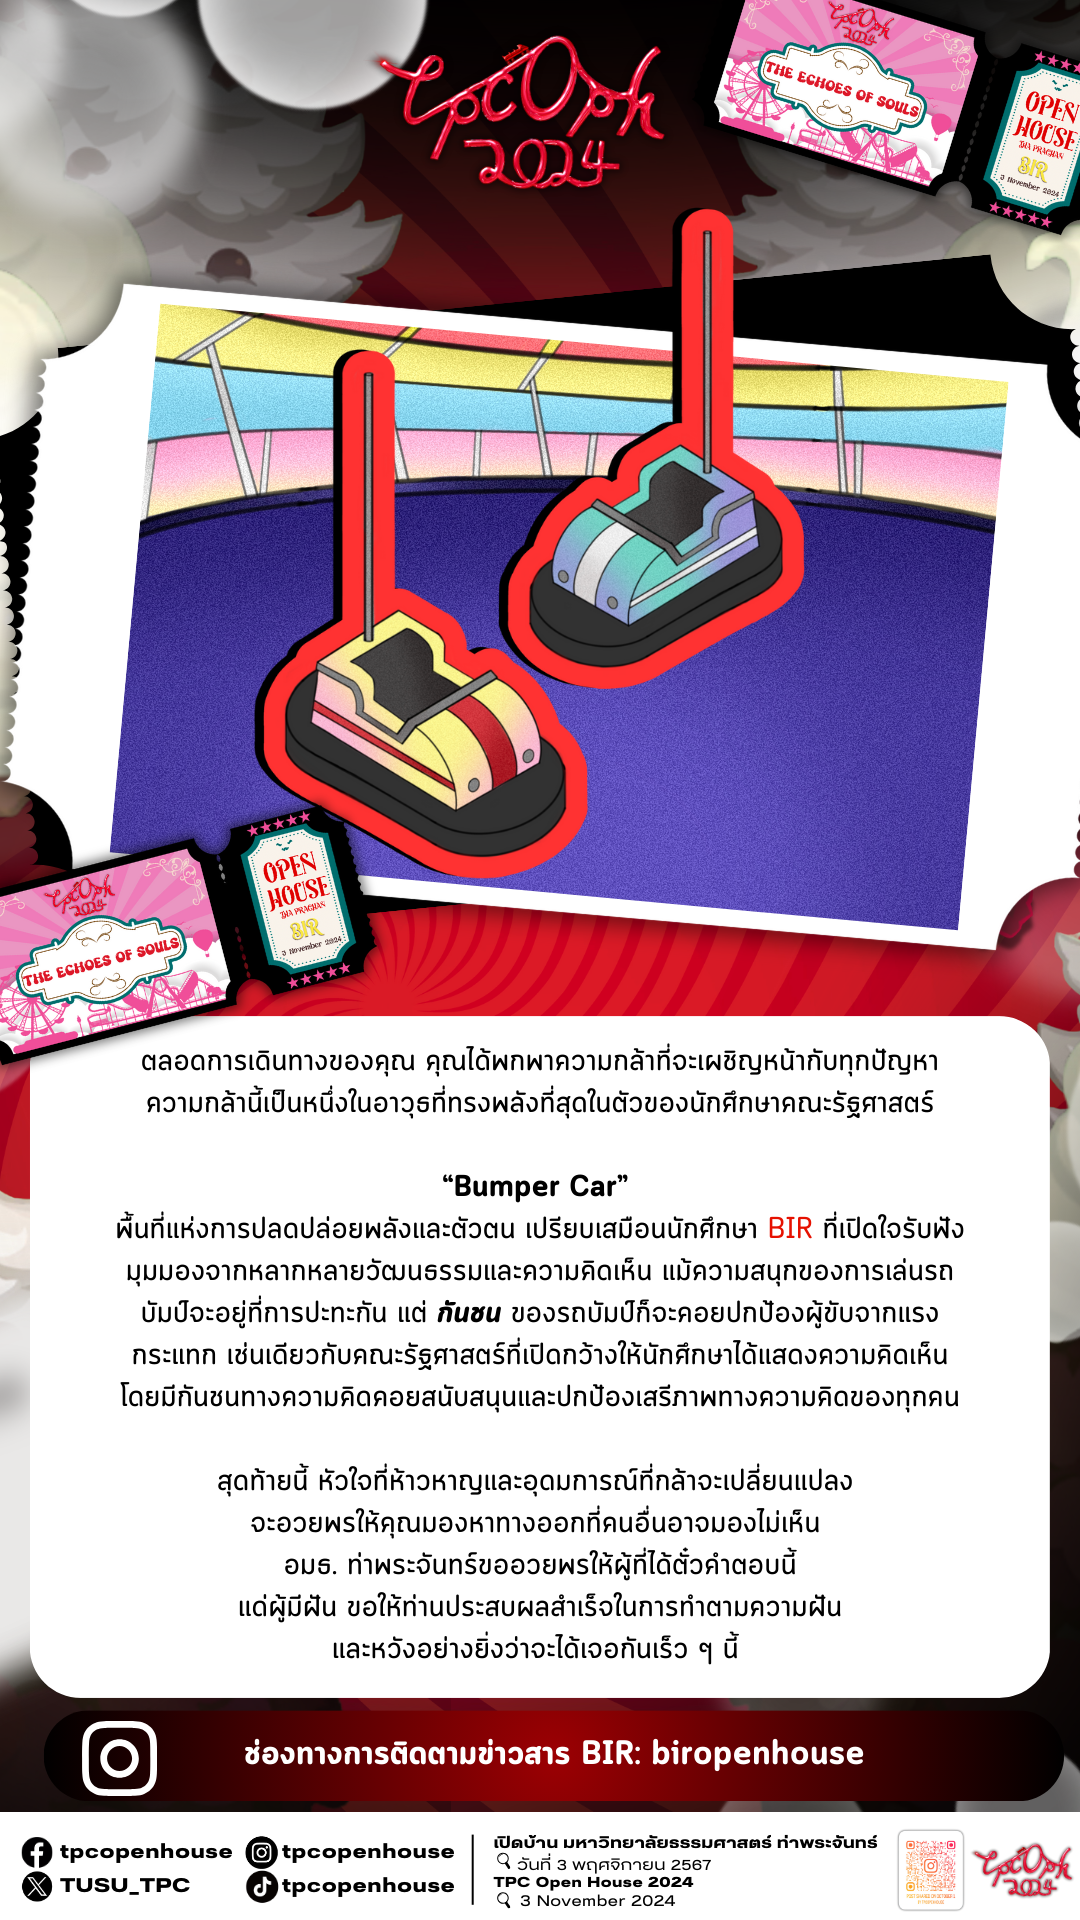 TPC OPH
2024
TPC OPH
2024
THE ECHOES OF SOULS
OPEN
HOUSE
THA PRACHAN
BIR
3 November 2024
TPC OPH
2024
THE ECHOES OF SOULS
OPEN
HOUSE
THA PRACHAN
BIR
3 November 2024
ตลอดการเดินทางของคุณ คุณได้พกพาความกล้าที่จะเผชิญหน้ากับทุกปัญหา
ความกล้านี้เป็นหนึ่งในอาวุธที่ทรงพลังที่สุดในตัวของนักศึกษาคณะรัฐศาสตร์
“Bumper Car”
พื้นที่แห่งการปลดปล่อยพลังและตัวตน เปรียบเสมือนนักศึกษา BIR ที่เปิดใจรับฟัง
มุมมองจากหลากหลายวัฒนธรรมและความคิดเห็น แม้ความสนุกของการเล่นรถ
บัมป์จะอยู่ที่การปะทะกัน แต่ กันชน ของรถบัมป์ก็จะคอยปกป้องผู้ขับจากแรง
กระแทก เช่นเดียวกับคณะรัฐศาสตร์ที่เปิดกว้างให้นักศึกษาได้แสดงความคิดเห็น
โดยมีกันชนทางความคิดคอยสนับสนุนและปกป้องเสรีภาพทางความคิดของทุกคน
สุดท้ายนี้ หัวใจที่ห้าวหาญและอุดมการณ์ที่กล้าจะเปลี่ยนแปลง
จะอวยพรให้คุณมองหาทางออกที่คนอื่นอาจมองไม่เห็น
อมธ. ท่าพระจันทร์ขออวยพรให้ผู้ที่ได้ตั๋วคำตอบนี้
แด่ผู้มีฝัน ขอให้ท่านประสบผลสำเร็จในการทำตามความฝัน
และหวังอย่างยิ่งว่าจะได้เจอกันเร็ว ๆ นี้
ช่องทางการติดตามข่าวสาร BIR: biropenhouse
tpcopenhouse
tpcopenhouse
TUSU_TPC
tpcopenhouse
เปิดบ้าน มหาวิทยาลัยธรรมศาสตร์ ท่าพระจันทร์
วันที่ 3 พฤศจิกายน 2567
TPC Open House 2024
3 November 2024
TPC OPH
2024